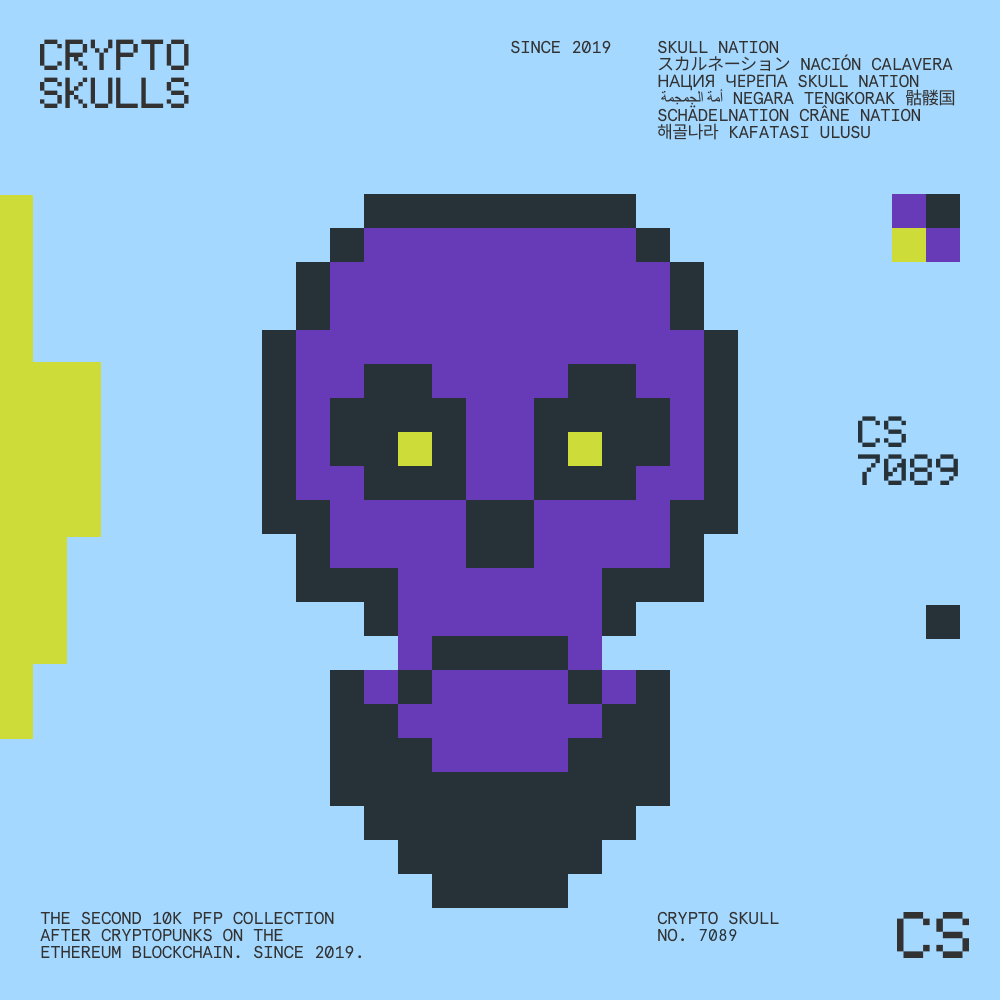 CRYPTO
SKULLS
SINCE 2019
SKULL NATION
スカルネーション NACIÓN CALAVERA
НАЦИЯ ЧЕРЕПА SKULL NATION
أمة الجمجمة NEGARA TENGKORAK 骷髅国
SCHÄDELNATION CRÂNE NATION
해골나라 KAFATASI ULUSU
CS
7089
THE SECOND 10K PFP COLLECTION
AFTER CRYPTOPUNKS ON THE
ETHEREUM BLOCKCHAIN. SINCE 2019.
CRYPTO SKULL
NO. 7089
CS